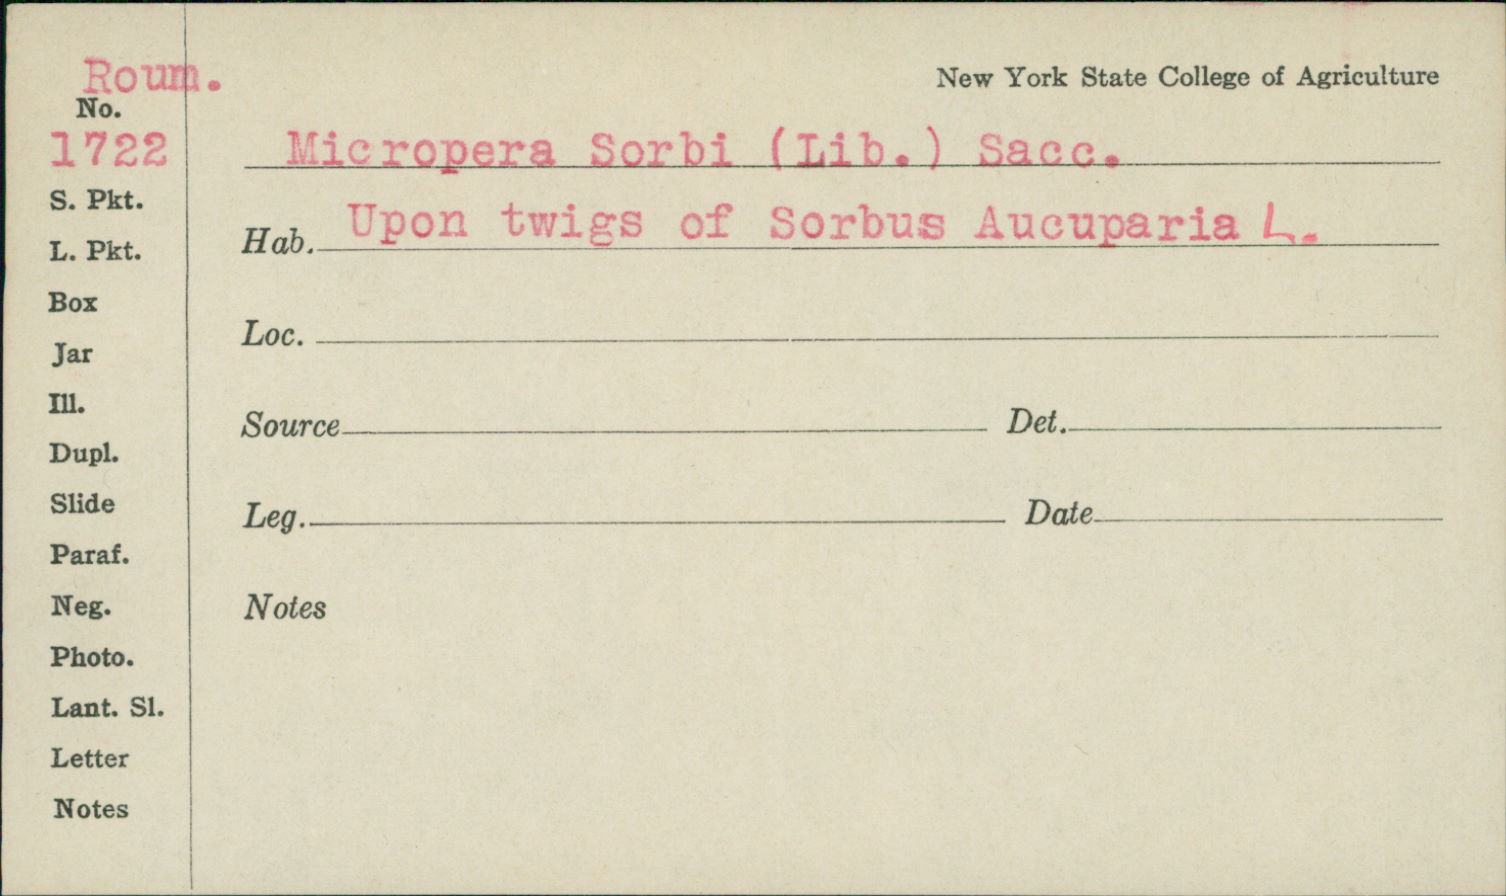 Roum.
New York State College of Agriculture
No.
1722
Micropera Sorbi (Lib.) Sacc.
S. Pkt.
Hab. Upon twigs of Sorbus Aucuparia L.
L. Pkt.
Box
Loc.
Jar
Ill.
Source Det.
Dupl.
Slide
Leg. Date
Paraf.
Neg.
Notes
Photo.
Lant. Sl.
Letter
Notes